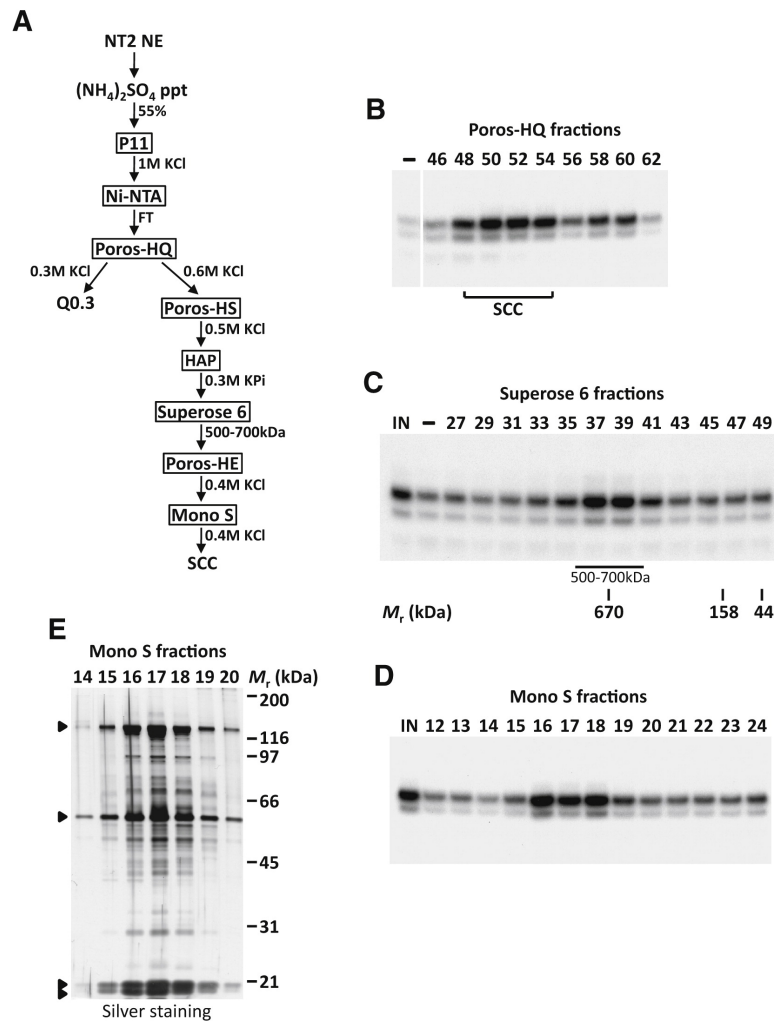 A
NT2 NE
(NH4)2SO4 ppt
55%
P11
1M KCl
Ni-NTA
FT
Poros-HQ
0.3M KCl
0.6M KCl
Q0.3
Poros-HS
0.5M KCl
HAP
0.3M KPi
Superose 6
500-700kDa
Poros-HE
0.4M KCl
Mono S
0.4M KCl
SCC
B
Poros-HQ fractions
– 46 48 50 52 54 56 58 60 62
SCC
C
Superose 6 fractions
IN – 27 29 31 33 35 37 39 41 43 45 47 49
500-700kDa
Mr (kDa) 670 158 44
D
Mono S fractions
IN 12 13 14 15 16 17 18 19 20 21 22 23 24
E
Mono S fractions
14 15 16 17 18 19 20 Mr (kDa)
200
116
97
66
45
31
21
Silver staining